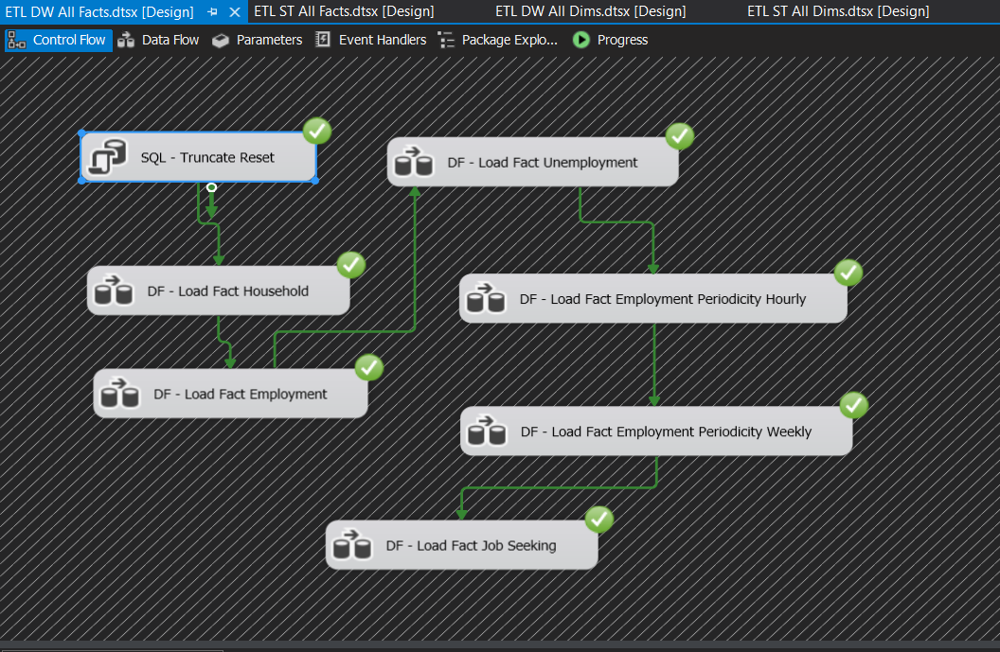 ETL DW All Facts.dtsx [Design] ETL ST All Facts.dtsx [Design] ETL DW All Dims.dtsx [Design] ETL ST All Dims.dtsx [Design]
Control Flow Data Flow Parameters Event Handlers Package Explo... Progress
SQL - Truncate Reset
DF - Load Fact Unemployment
DF - Load Fact Household
DF - Load Fact Employment Periodicity Hourly
DF - Load Fact Employment
DF - Load Fact Employment Periodicity Weekly
DF - Load Fact Job Seeking